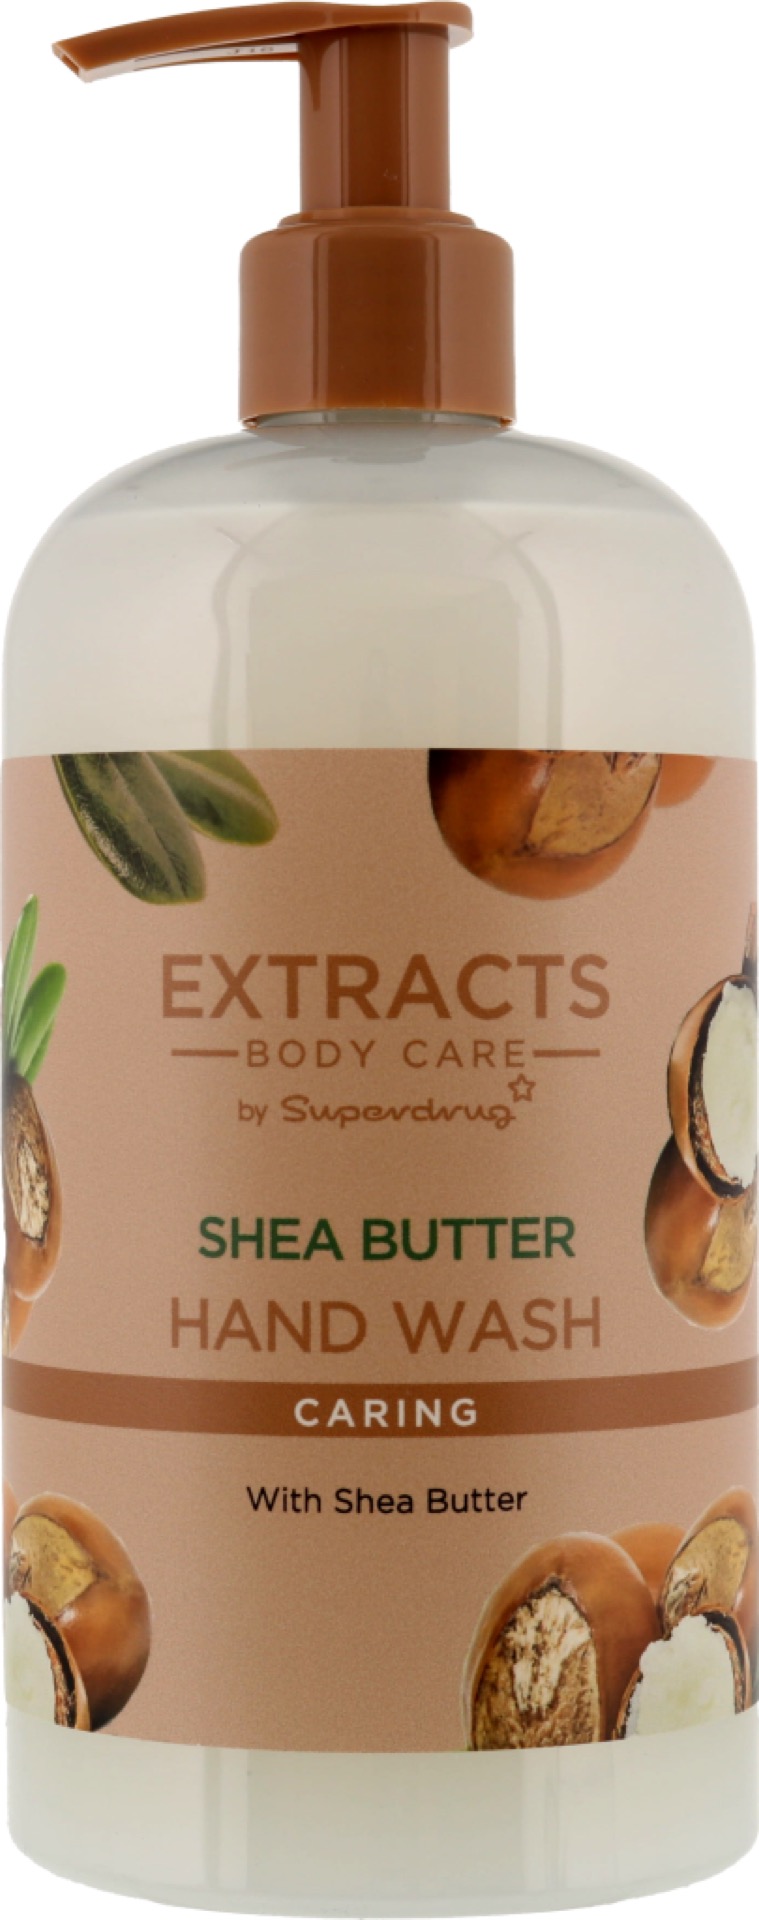 EXTRACTS
BODY CARE
by Superdrug
SHEA BUTTER
HAND WASH
CARING
With Shea Butter